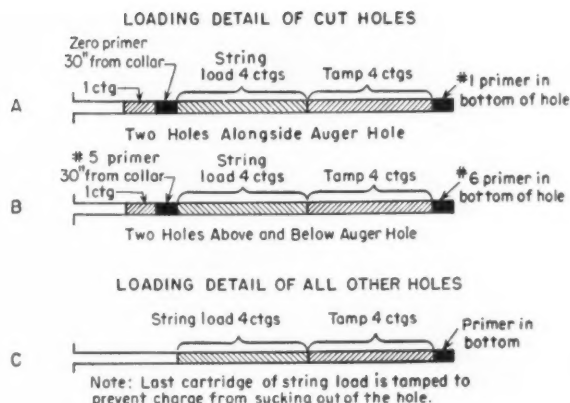 LOADING DETAIL OF CUT HOLES
Zero primer
30" from collar
1 ctg
String
load 4 ctgs
Tamp 4 ctgs
#1 primer in
bottom of hole
A
Two Holes Alongside Auger Hole
#5 primer
30" from collar
1 ctg
String
load 4 ctgs
Tamp 4 ctgs
#6 primer in
bottom of hole
B
Two Holes Above and Below Auger Hole
LOADING DETAIL OF ALL OTHER HOLES
String load 4 ctgs
Tamp 4 ctgs
Primer in
bottom
C
Note: Last cartridge of string load is tamped to
prevent charge from sucking out of the hole.